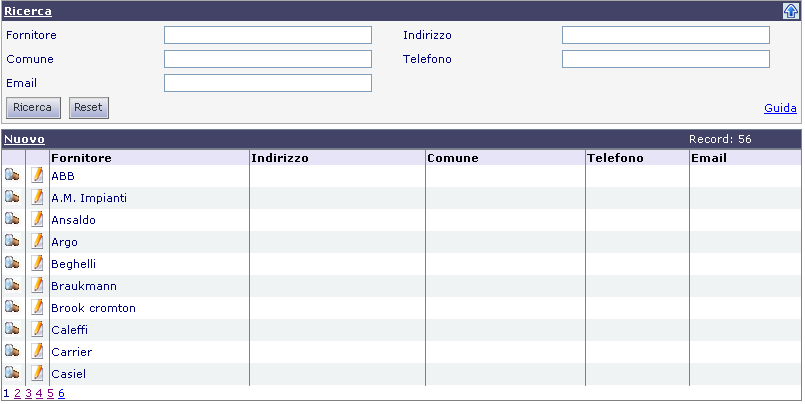 Ricerca
Fornitore Indirizzo
Comune Telefono
Email
Ricerca Reset Guida
Nuovo Record: 56
Fornitore Indirizzo Comune Telefono Email
ABB
A.M. Impianti
Ansaldo
Argo
Beghelli
Braukmann
Brook cromton
Caleffi
Carrier
Casiel
1 2 3 4 5 6